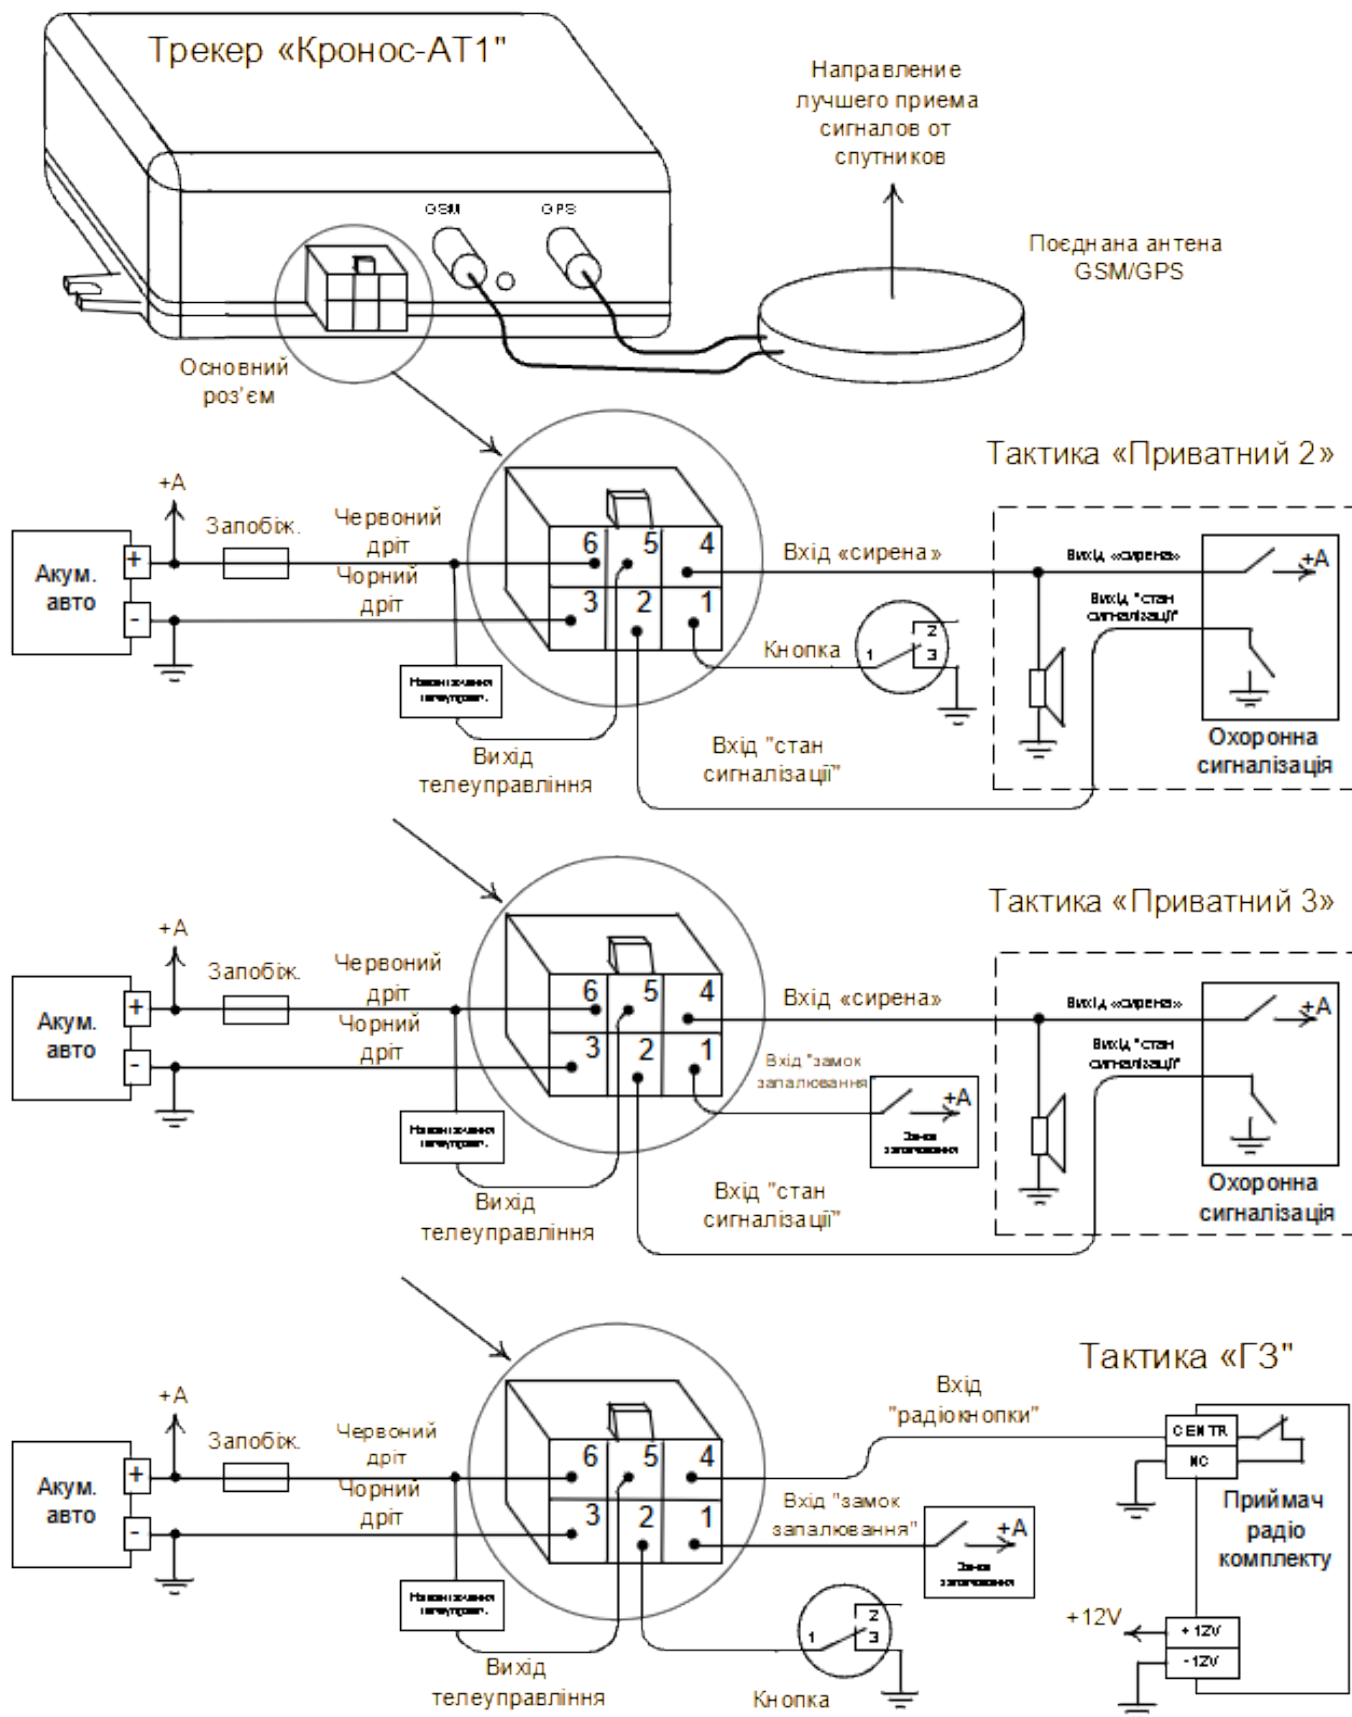 Трекер «Кронос-АТ1"
Направление
лучшего приема
сигналов от
спутников
GSM
GPS
Поєднана антена
GSM/GPS
Основний
роз'єм
Тактика «Приватний 2»
+А
Запобіж.
Червоний
дріт
Чорний
дріт
Акум.
авто
+
-
6 5 4
3 2 1
Вхід «сирена»
Вихід «сирена»
+А
Вихід "стан
сигналізації"
Кнопка
1
2
3
Вихід
телеуправління
Вхід "стан
сигналізації"
Охоронна
сигналізація
Тактика «Приватний 3»
+А
Запобіж.
Червоний
дріт
Чорний
дріт
Акум.
авто
+
-
6 5 4
3 2 1
Вхід «сирена»
Вихід «сирена»
+А
Вихід "стан
сигналізації"
Вхід "замок
запалювання"
+А
Замок
запалювання
Вихід
телеуправління
Вхід "стан
сигналізації"
Охоронна
сигналізація
Тактика «ГЗ"
+А
Запобіж.
Червоний
дріт
Чорний
дріт
Акум.
авто
+
-
6 5 4
3 2 1
Вхід
"радіокнопки"
CENTR
NC
Приймач
радіо
комплекту
Вхід "замок
запалювання"
+А
Замок
запалювання
+12V
+12V
-12V
1
2
3
Вихід
телеуправління
Кнопка